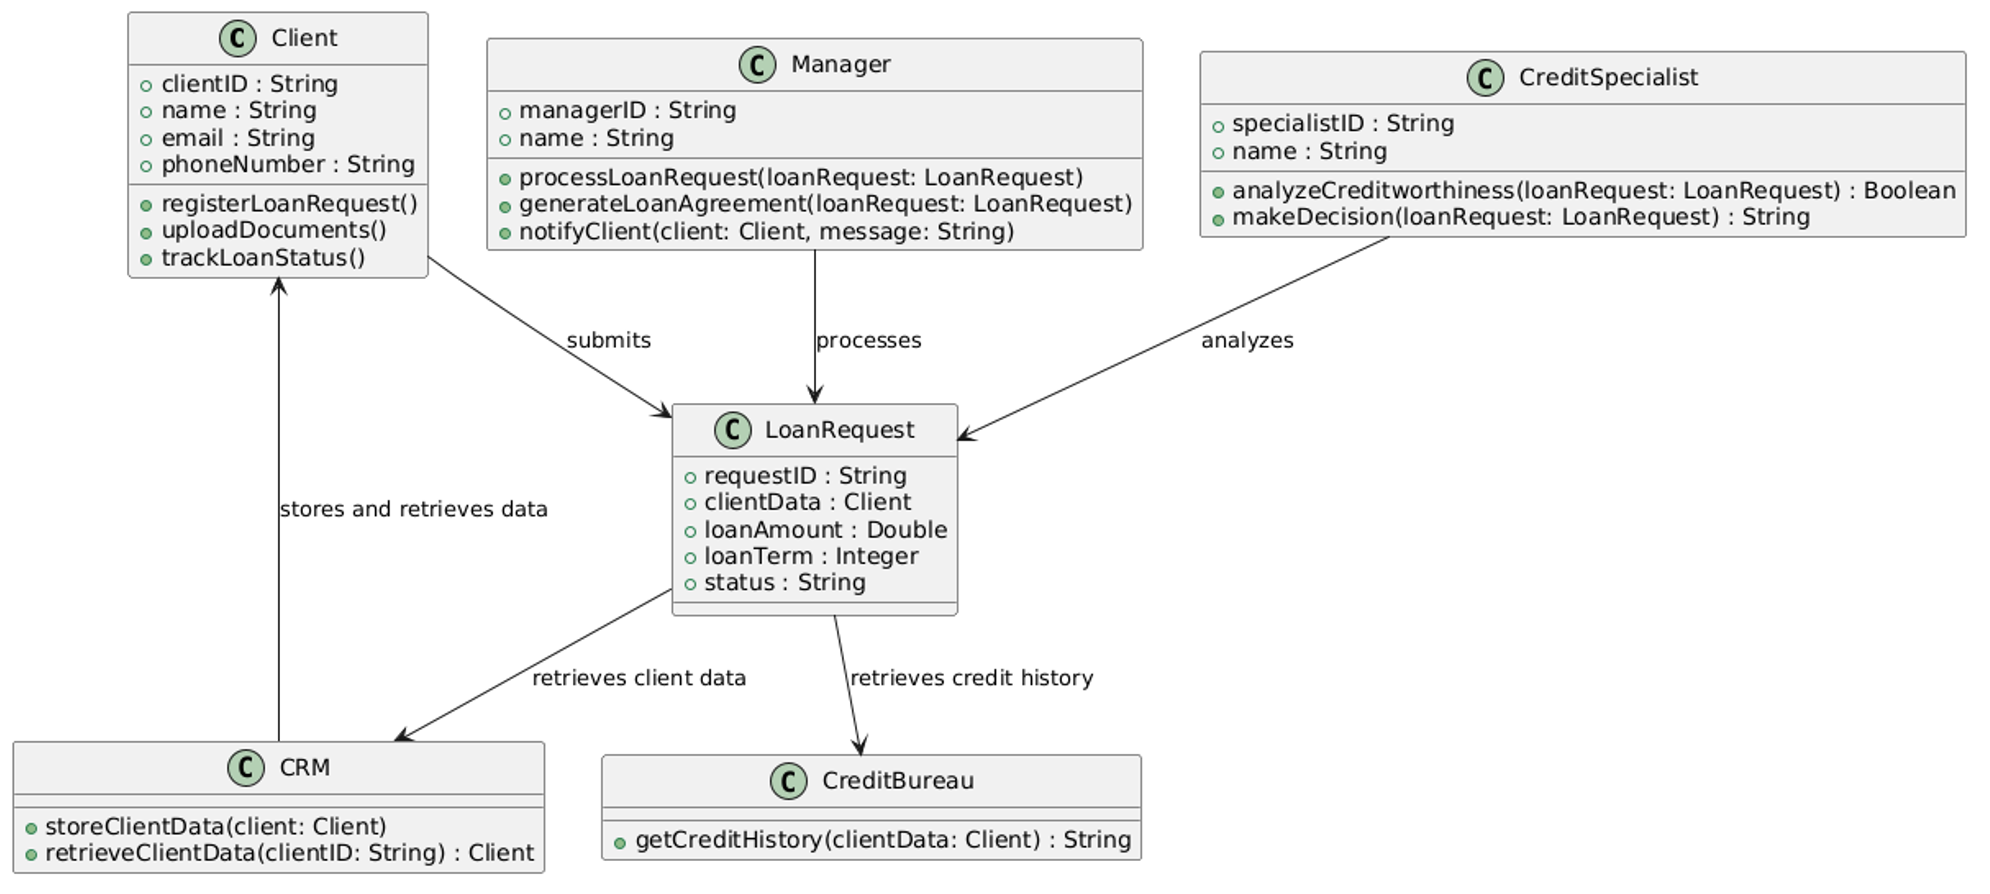 C Client
clientID : String
name : String
email : String
phoneNumber : String
registerLoanRequest()
uploadDocuments()
trackLoanStatus()
C Manager
managerID : String
name : String
processLoanRequest(loanRequest: LoanRequest)
generateLoanAgreement(loanRequest: LoanRequest)
notifyClient(client: Client, message: String)
C CreditSpecialist
specialistID : String
name : String
analyzeCreditworthiness(loanRequest: LoanRequest) : Boolean
makeDecision(loanRequest: LoanRequest) : String
submits
processes
analyzes
C LoanRequest
requestID : String
clientData : Client
loanAmount : Double
loanTerm : Integer
status : String
stores and retrieves data
retrieves client data
retrieves credit history
C CRM
storeClientData(client: Client)
retrieveClientData(clientID: String) : Client
C CreditBureau
getCreditHistory(clientData: Client) : String